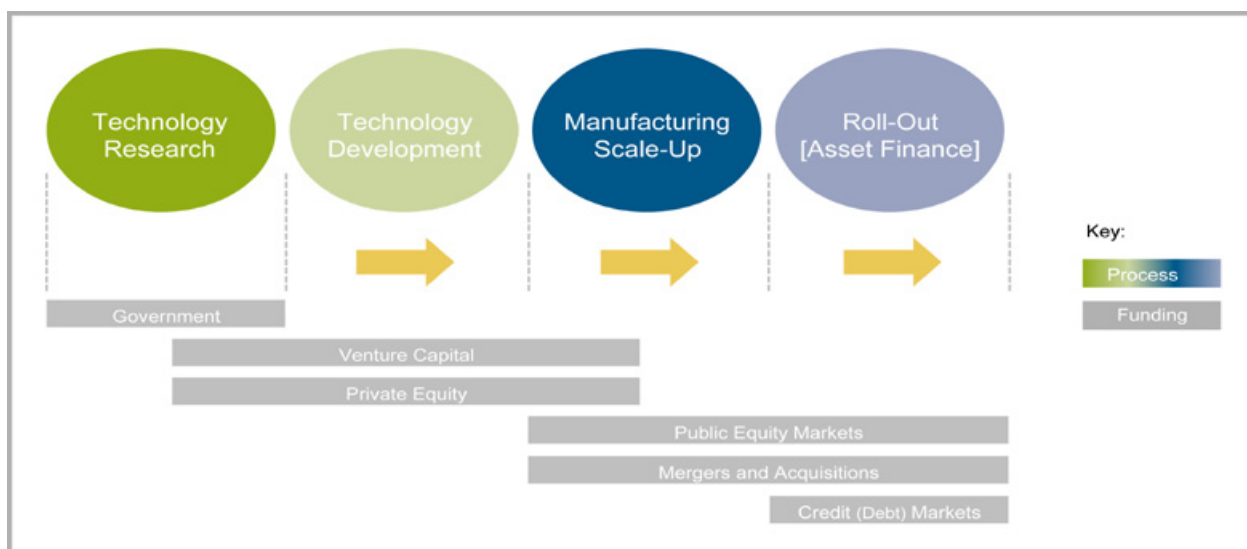 Technology
Research
Technology
Development
Manufacturing
Scale-Up
Roll-Out
[Asset Finance]
Key:
Process
Funding
Government
Venture Capital
Private Equity
Public Equity Markets
Mergers and Acquisitions
Credit (Debt) Markets